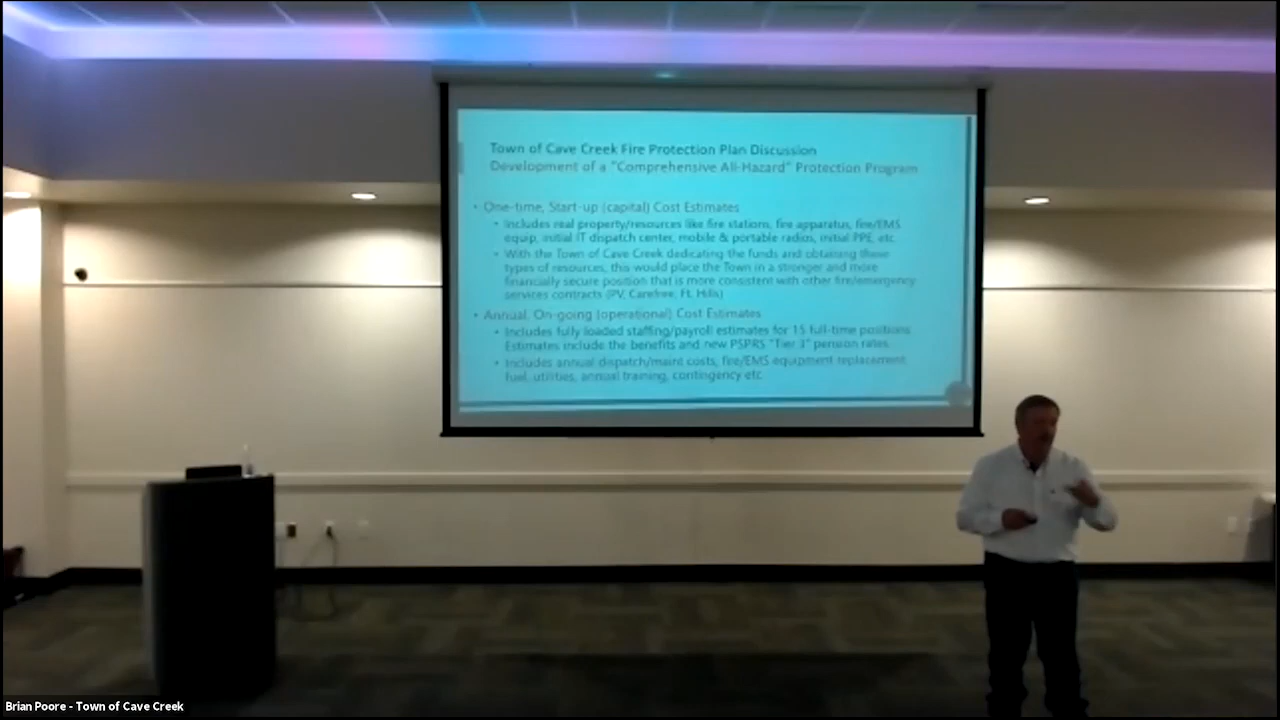 Town of Cave Creek Fire Protection Plan Discussion
Development of a "Comprehensive All-Hazard" Protection Program
• One-time, Start-up (capital) Cost Estimates
• Includes real property/resources like fire stations, fire apparatus, fire/EMS
equip, initial IT dispatch center, mobile & portable radios, initial PPE, etc.
• With the Town of Cave Creek dedicating the funds and obtaining these
types of resources, this would place the Town in a stronger and more
financially secure position that is more consistent with other fire/emergency
services contracts (PV, Carefree, Ft. Hills)
• Annual, On-going (operational) Cost Estimates
• Includes fully loaded staffing/payroll estimates for 15 full-time positions
Estimates include the benefits and new PSPRS "Tier 3" pension rates
• Includes annual dispatch/maint costs, fire/EMS equipment replacement
fuel, utilities, annual training, contingency etc.
Brian Poore - Town of Cave Creek